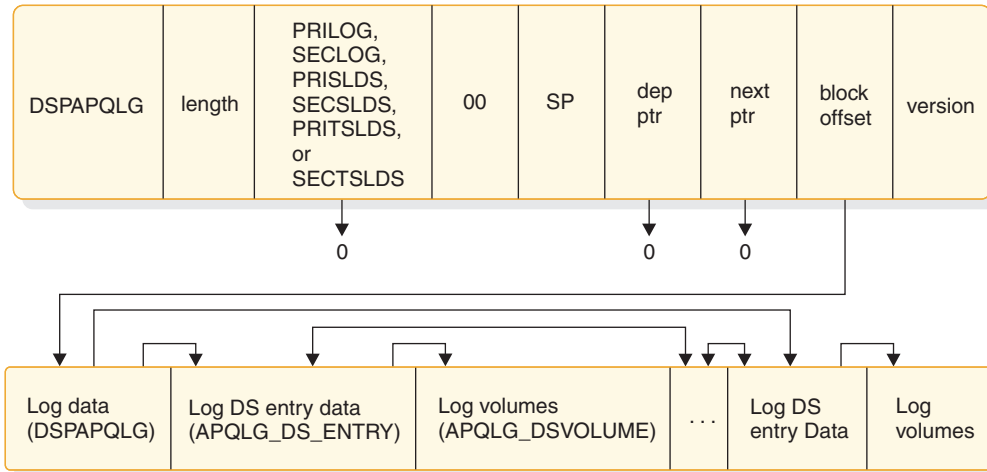 DSPAPQLG
length
PRILOG,
SECLOG,
PRISLDS,
SECSLDS,
PRITSLDS,
or
SECTSLDS
00
SP
dep
ptr
next
ptr
block
offset
version
0
0
0
Log data
(DSPAPQLG)
Log DS entry data
(APQLG_DS_ENTRY)
Log volumes
(APQLG_DSVOLUME)
...
Log DS
entry Data
Log
volumes